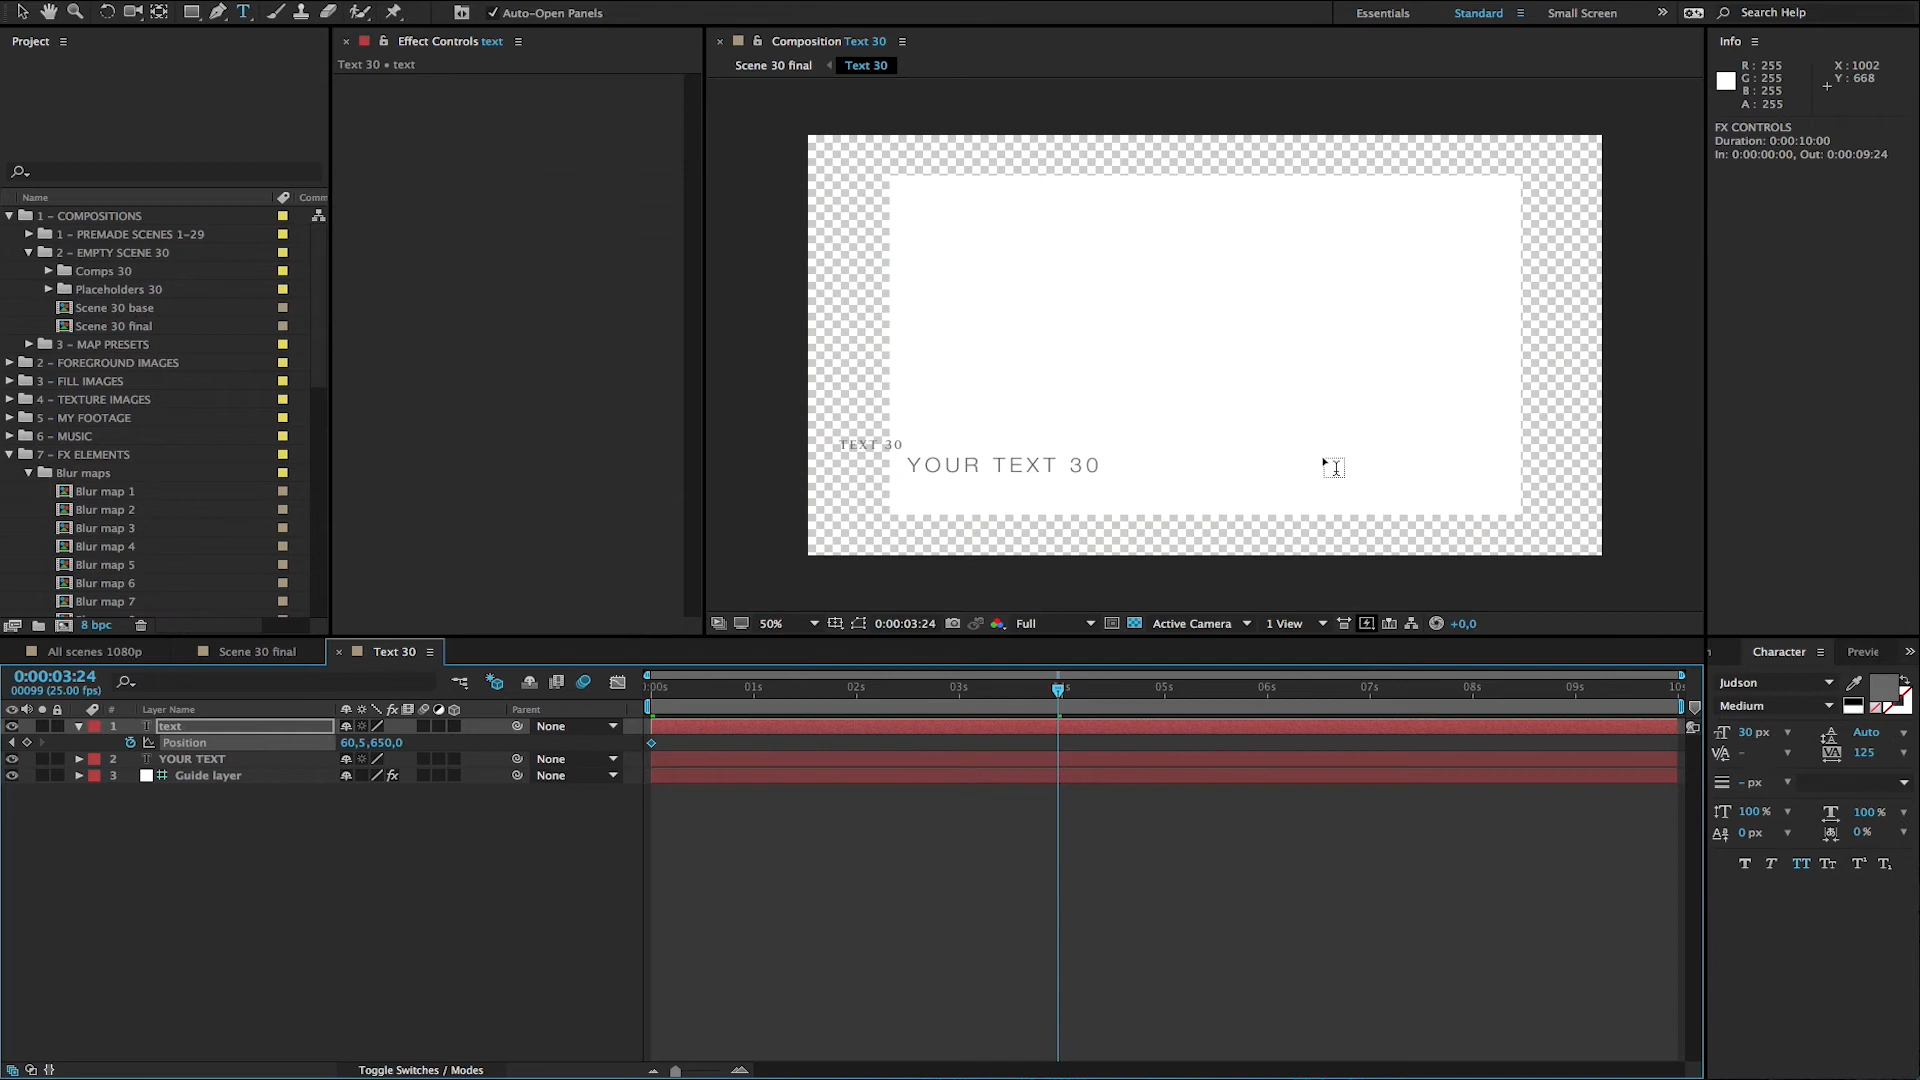 Auto-Open Panels
Essentials
Standard
Small Screen
Search Help
Project
Effect Controls text
Text 30 • text
Name
Comm
1 – COMPOSITIONS
1 – PREMADE SCENES 1–29
2 – EMPTY SCENE 30
Comps 30
Placeholders 30
Scene 30 base
Scene 30 final
3 – MAP PRESETS
2 – FOREGROUND IMAGES
3 – FILL IMAGES
4 – TEXTURE IMAGES
5 – MY FOOTAGE
6 – MUSIC
7 – FX ELEMENTS
Blur maps
Blur map 1
Blur map 2
Blur map 3
Blur map 4
Blur map 5
Blur map 6
Blur map 7
8 bpc
Composition Text 30
Scene 30 final
Text 30
TEXT 30
YOUR TEXT 30
50%
0:00:03:24
Full
Active Camera
1 View
+0,0
Info
R : 255
G : 255
B : 255
A : 255
X : 1002
Y : 668
FX CONTROLS
Duration: 0:00:10:00
In: 0:00:00:00, Out: 0:00:09:24
All scenes 1080p
Scene 30 final
Text 30
0:00:03:24
00099 (25.00 fps)
:00s
01s
02s
03s
05s
06s
07s
08s
09s
# Layer Name
Parent
1 text
None
Position
60,5,650,0
2 YOUR TEXT
None
3 Guide layer
None
Toggle Switches / Modes
Character
Previe
Judson
Medium
30 px
Auto
125
– px
100 %
100 %
0 px
0 %